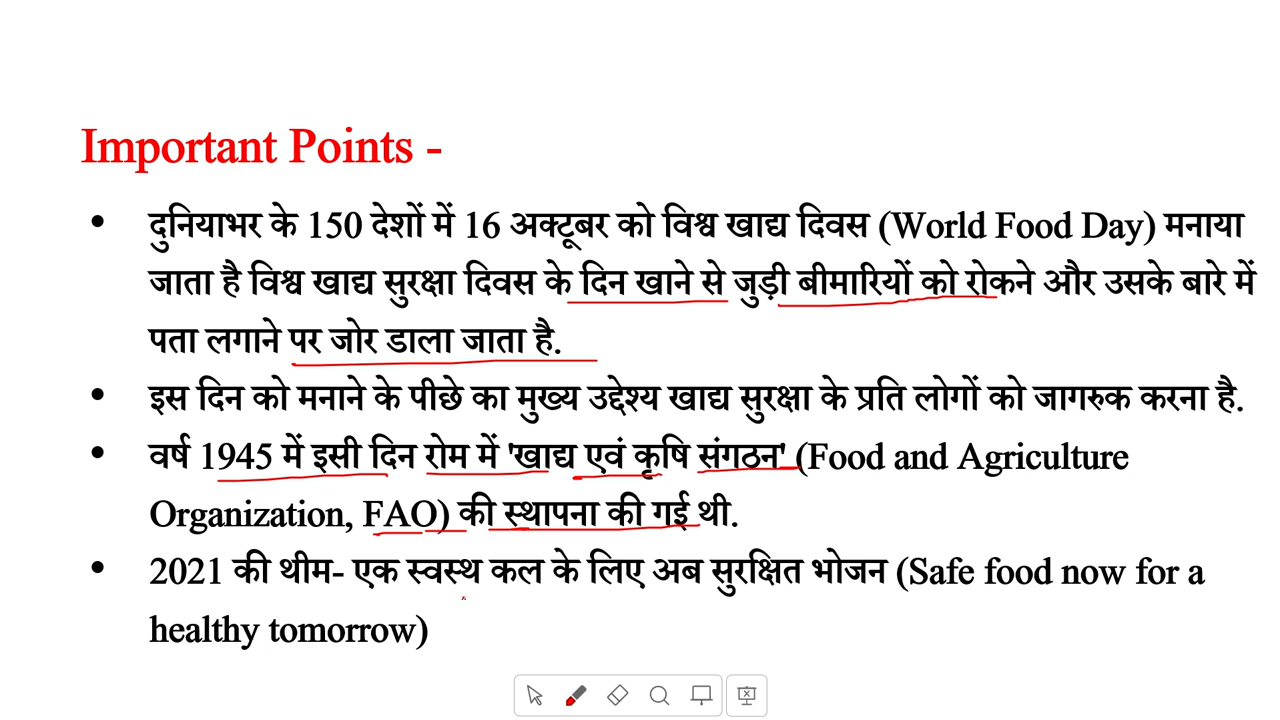 Important Points -
• दुनियाभर के 150 देशों में 16 अक्टूबर को विश्व खाद्य दिवस (World Food Day) मनाया
जाता है विश्व खाद्य सुरक्षा दिवस के दिन खाने से जुड़ी बीमारियों को रोकने और उसके बारे में
पता लगाने पर जोर डाला जाता है.
• इस दिन को मनाने के पीछे का मुख्य उद्देश्य खाद्य सुरक्षा के प्रति लोगों को जागरुक करना है.
• वर्ष 1945 में इसी दिन रोम में 'खाद्य एवं कृषि संगठन' (Food and Agriculture
Organization, FAO) की स्थापना की गई थी.
• 2021 की थीम- एक स्वस्थ कल के लिए अब सुरक्षित भोजन (Safe food now for a
healthy tomorrow)